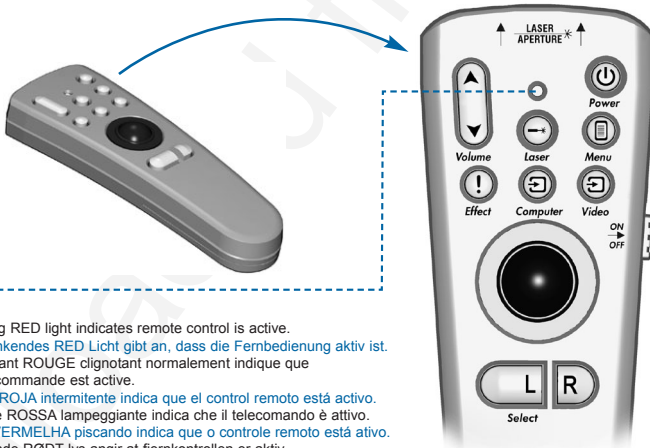 LASER
APERTURE
Power
Volume
Laser
Menu
Effect
Computer
Video
ON
OFF
L R
Select
RED light indicates remote control is active.
RED Licht gibt an, dass die Fernbedienung aktiv ist.
ROUGE clignotant normalement indique que
est active.
ROJA intermitente indica que el control remoto está activo.
ROSSA lampeggiante indica che il telecomando è attivo.
VERMELHA piscando indica que o controle remoto está ativo.